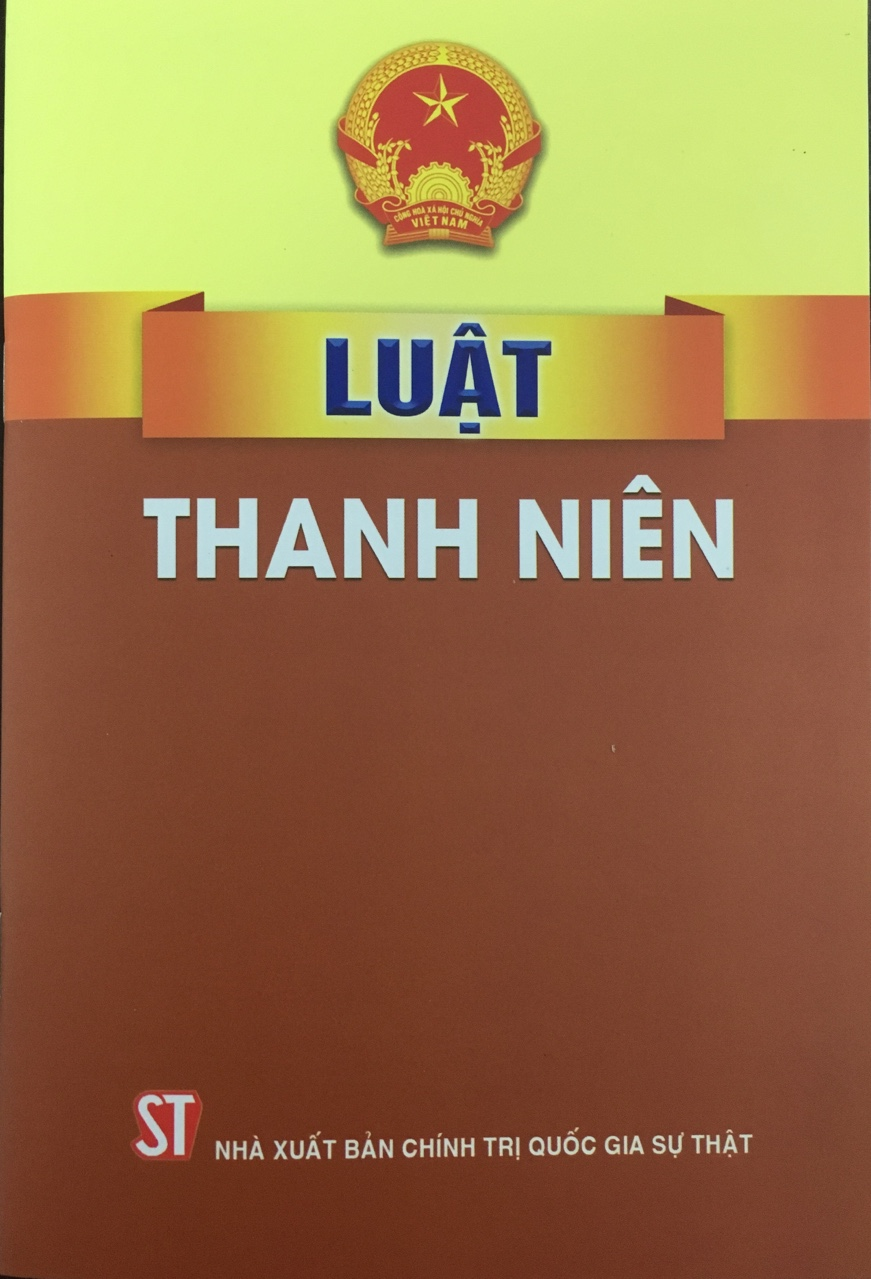 CỘNG HOÀ XÃ HỘI CHỦ NGHĨA
VIỆT NAM
LUẬT
THANH NIÊN
ST
NHÀ XUẤT BẢN CHÍNH TRỊ QUỐC GIA SỰ THẬT